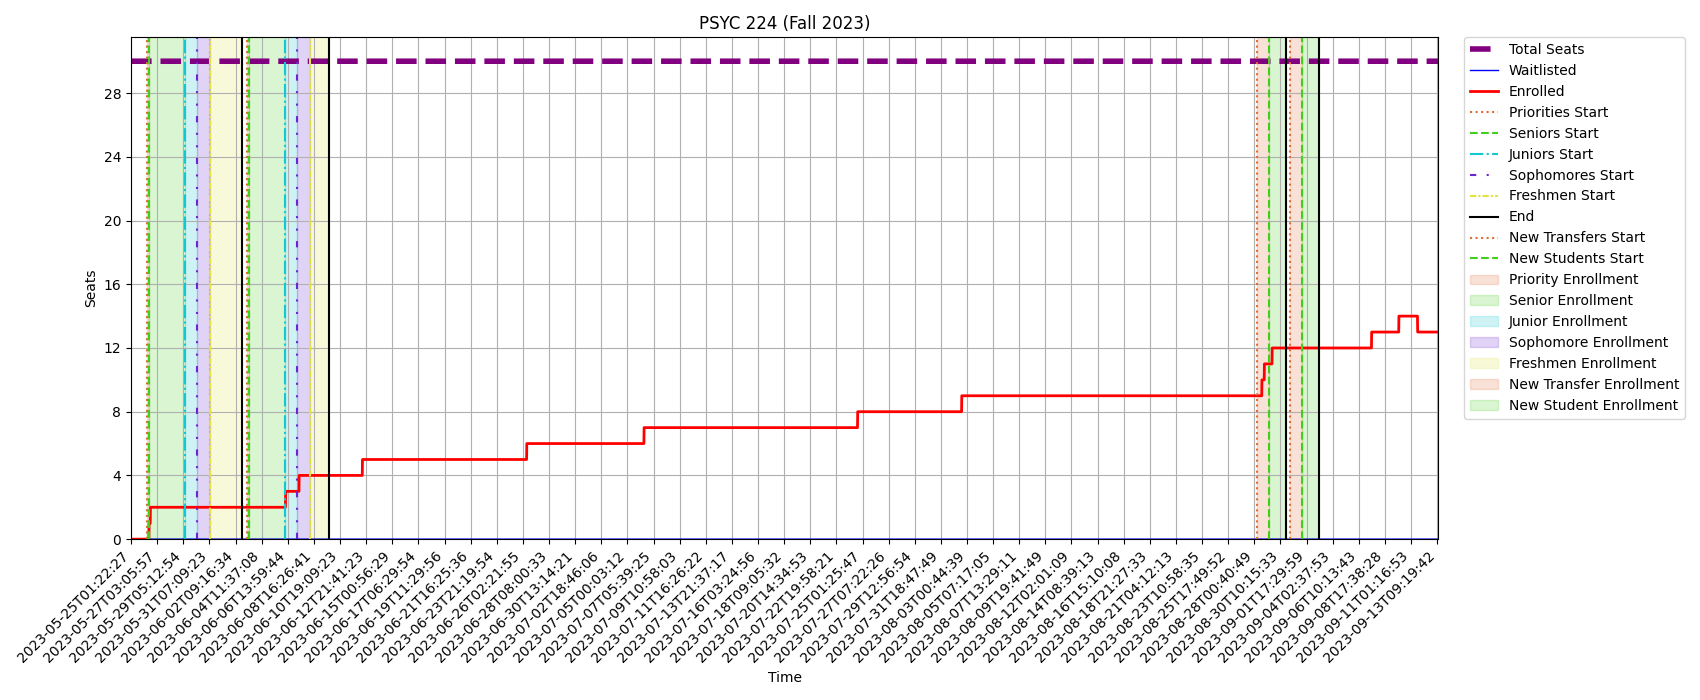 PSYC 224 (Fall 2023)
Seats
28
24
20
16
12
8
4
0
2023-05-25T01:22:27
2023-05-27T03:05:57
2023-05-29T05:12:54
2023-05-31T07:09:23
2023-06-02T09:16:34
2023-06-04T11:37:08
2023-06-06T13:59:44
2023-06-08T16:26:41
2023-06-10T19:09:23
2023-06-12T21:41:23
2023-06-15T00:56:29
2023-06-17T06:29:54
2023-06-19T11:29:56
2023-06-21T16:25:36
2023-06-23T21:19:54
2023-06-26T02:21:55
2023-06-28T08:00:33
2023-06-30T13:14:21
2023-07-02T18:46:06
2023-07-05T00:03:12
2023-07-07T05:39:25
2023-07-09T10:58:03
2023-07-11T16:26:22
2023-07-13T21:37:17
2023-07-16T03:24:56
2023-07-18T09:05:32
2023-07-20T14:34:53
2023-07-22T19:58:21
2023-07-25T01:25:47
2023-07-27T07:22:26
2023-07-29T12:56:54
2023-07-31T18:47:49
2023-08-03T00:44:39
2023-08-05T07:17:05
2023-08-07T13:29:11
2023-08-09T19:41:49
2023-08-12T02:01:09
2023-08-14T08:39:13
2023-08-16T15:10:08
2023-08-18T21:27:33
2023-08-21T04:12:13
2023-08-23T10:58:35
2023-08-25T17:49:52
2023-08-28T00:40:49
2023-08-30T10:15:33
2023-09-01T17:29:59
2023-09-04T02:37:53
2023-09-06T10:13:43
2023-09-08T17:38:28
2023-09-11T01:16:53
2023-09-13T09:19:42
Time
Total Seats
Waitlisted
Enrolled
Priorities Start
Seniors Start
Juniors Start
Sophomores Start
Freshmen Start
End
New Transfers Start
New Students Start
Priority Enrollment
Senior Enrollment
Junior Enrollment
Sophomore Enrollment
Freshmen Enrollment
New Transfer Enrollment
New Student Enrollment